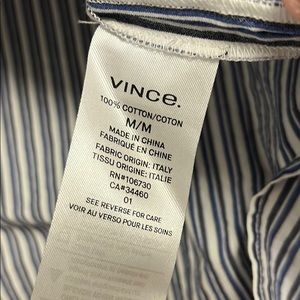 VINCE.
100% COTTON/COTON
M/M
MADE IN CHINA
FABRIQUÉ EN CHINE
FABRIC ORIGIN: ITALY
TISSU ORIGINE: ITALIE
RN#106730
CA#34460
01
SEE REVERSE FOR CARE
VOIR AU VERSO POUR LES SOINS